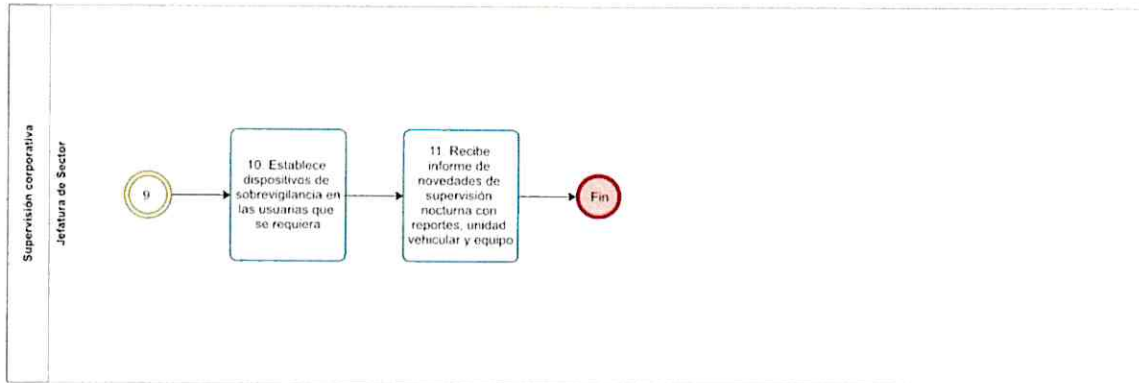 Supervisión corporativa
Jefatura de Sector
9
10. Establece
dispositivos de
sobrevigilancia en
las usuarias que
se requiera
11. Recibe
informe de
novedades de
supervisión
nocturna con
reportes, unidad
vehicular y equipo
Fin